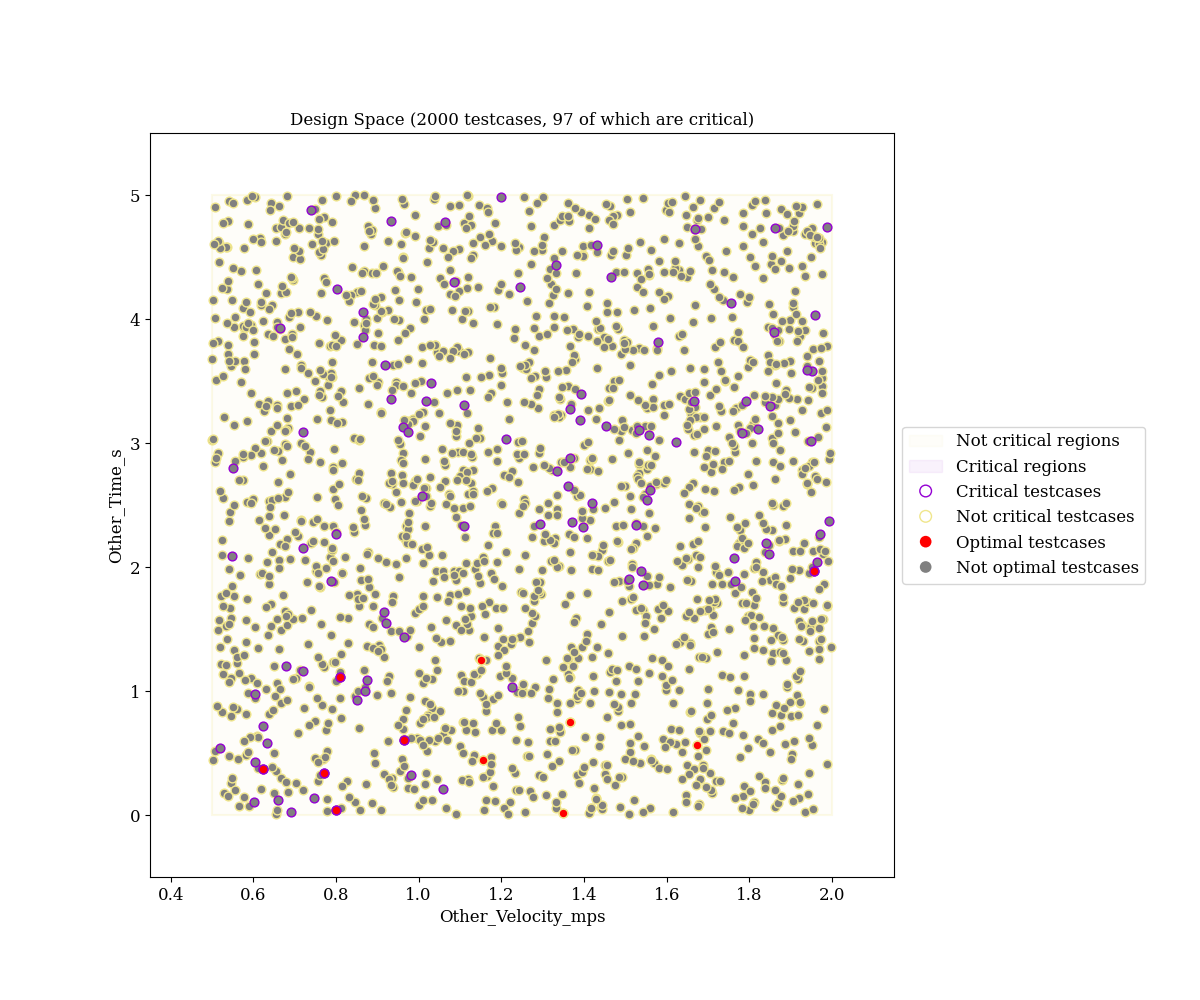 Design Space (2000 testcases, 97 of which are critical)
5
4
3
2
1
0
Other_Time_s
0.4 0.6 0.8 1.0 1.2 1.4 1.6 1.8 2.0
Other_Velocity_mps
Not critical regions
Critical regions
Critical testcases
Not critical testcases
Optimal testcases
Not optimal testcases